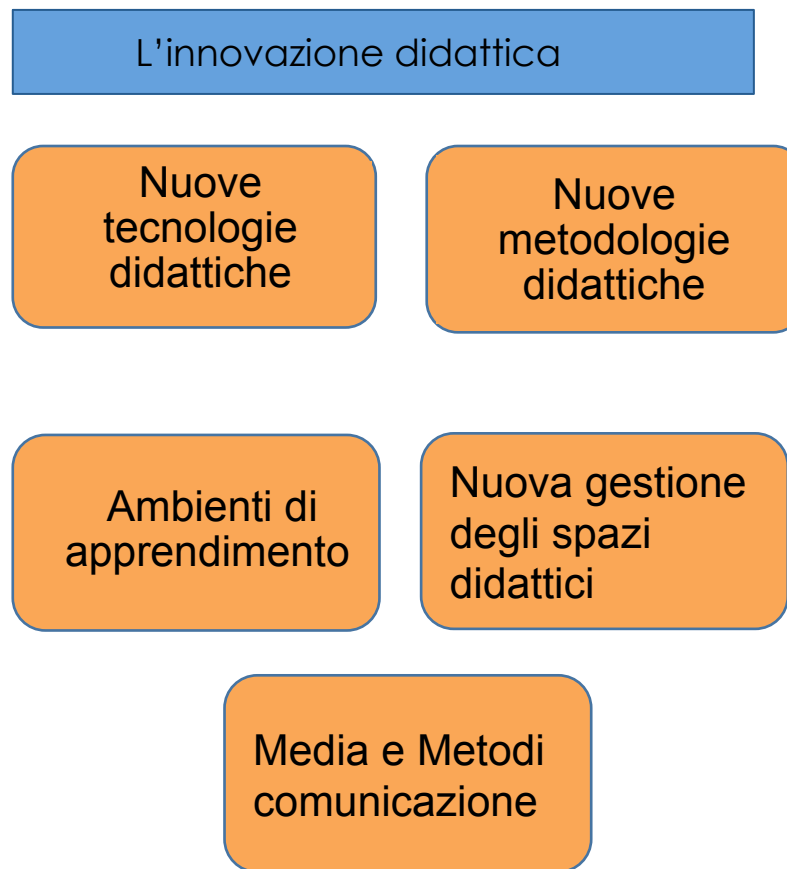 L’innovazione didattica
Nuove
tecnologie
didattiche
Nuove
metodologie
didattiche
Ambienti di
apprendimento
Nuova gestione
degli spazi
didattici
Media e Metodi
comunicazione